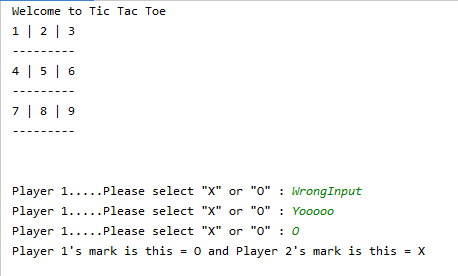 Welcome to Tic Tac Toe
1 | 2 | 3
---------
4 | 5 | 6
---------
7 | 8 | 9
---------
Player 1.....Please select "X" or "O" : WrongInput
Player 1.....Please select "X" or "O" : Yooooo
Player 1.....Please select "X" or "O" : O
Player 1's mark is this = O and Player 2's mark is this = X